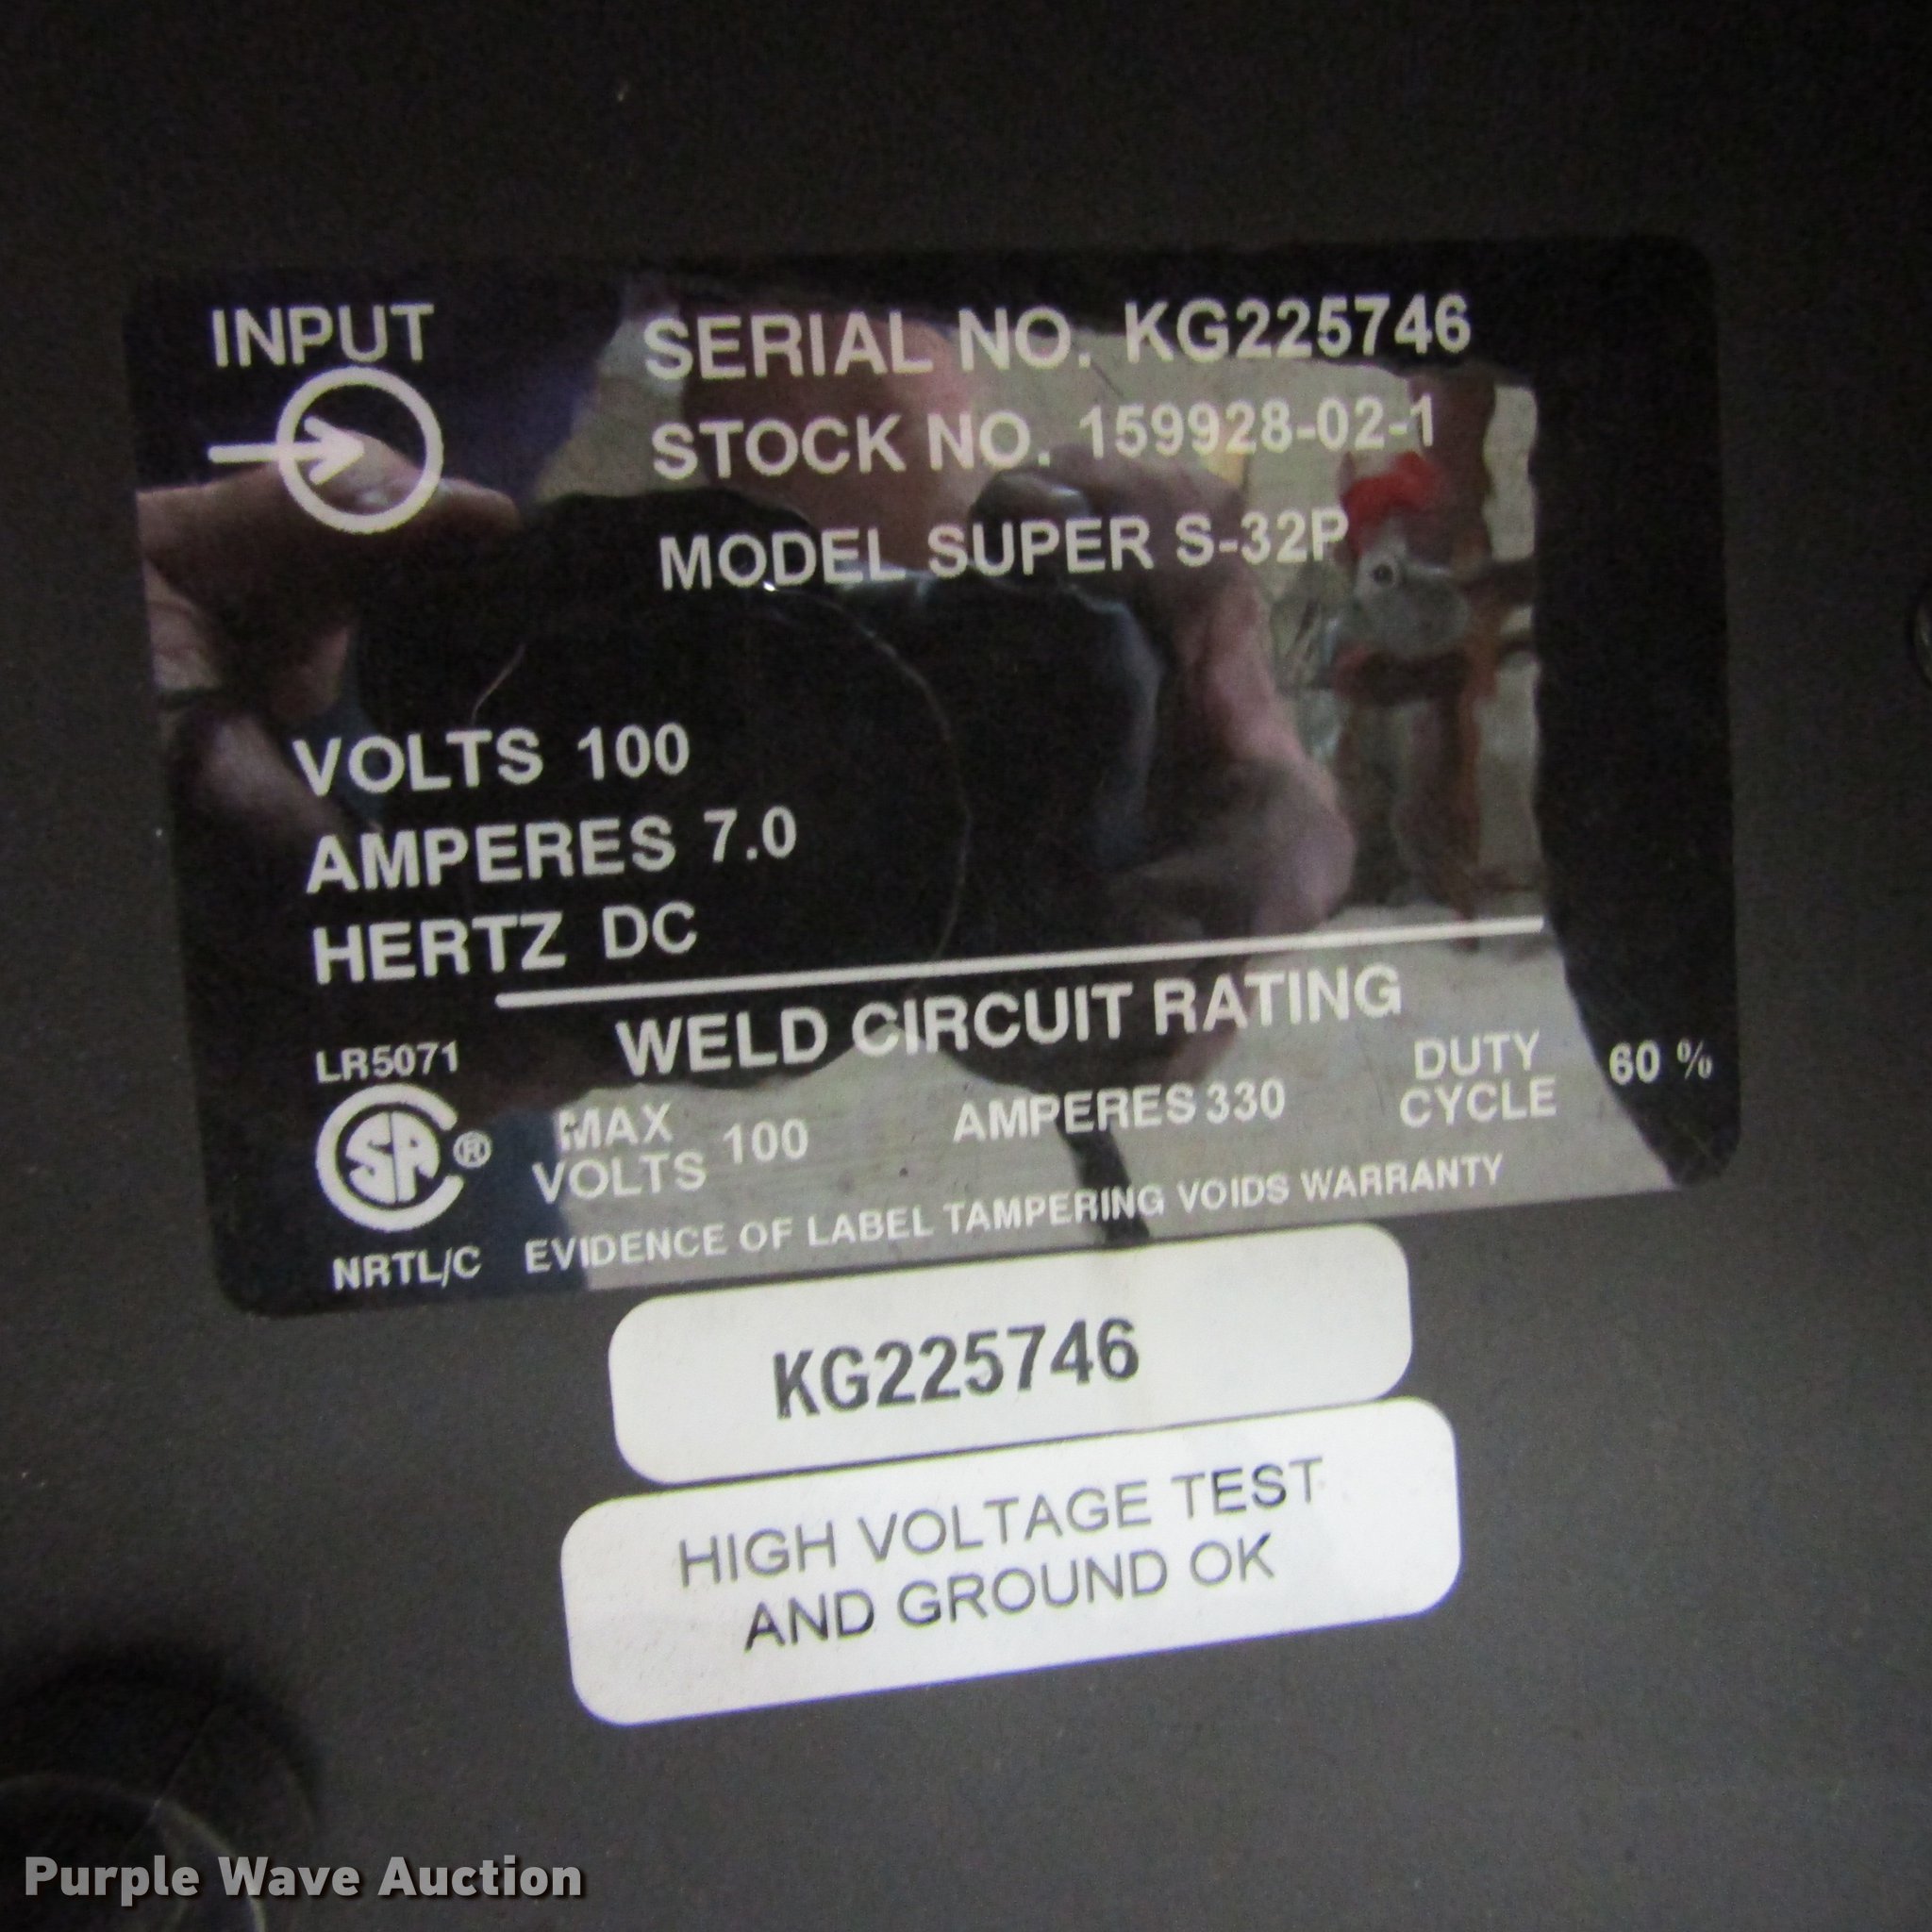 INPUT
SERIAL NO. KG225746
STOCK NO. 159928-02-1
MODEL SUPER S-32P
VOLTS 100
AMPERES 7.0
HERTZ DC
WELD CIRCUIT RATING
LR5071
SA ®
NRTL/C
MAX
VOLTS 100
AMPERES 330
DUTY
CYCLE 60 %
EVIDENCE OF LABEL TAMPERING VOIDS WARRANTY
KG225746
HIGH VOLTAGE TEST
AND GROUND OK
Purple Wave Auction